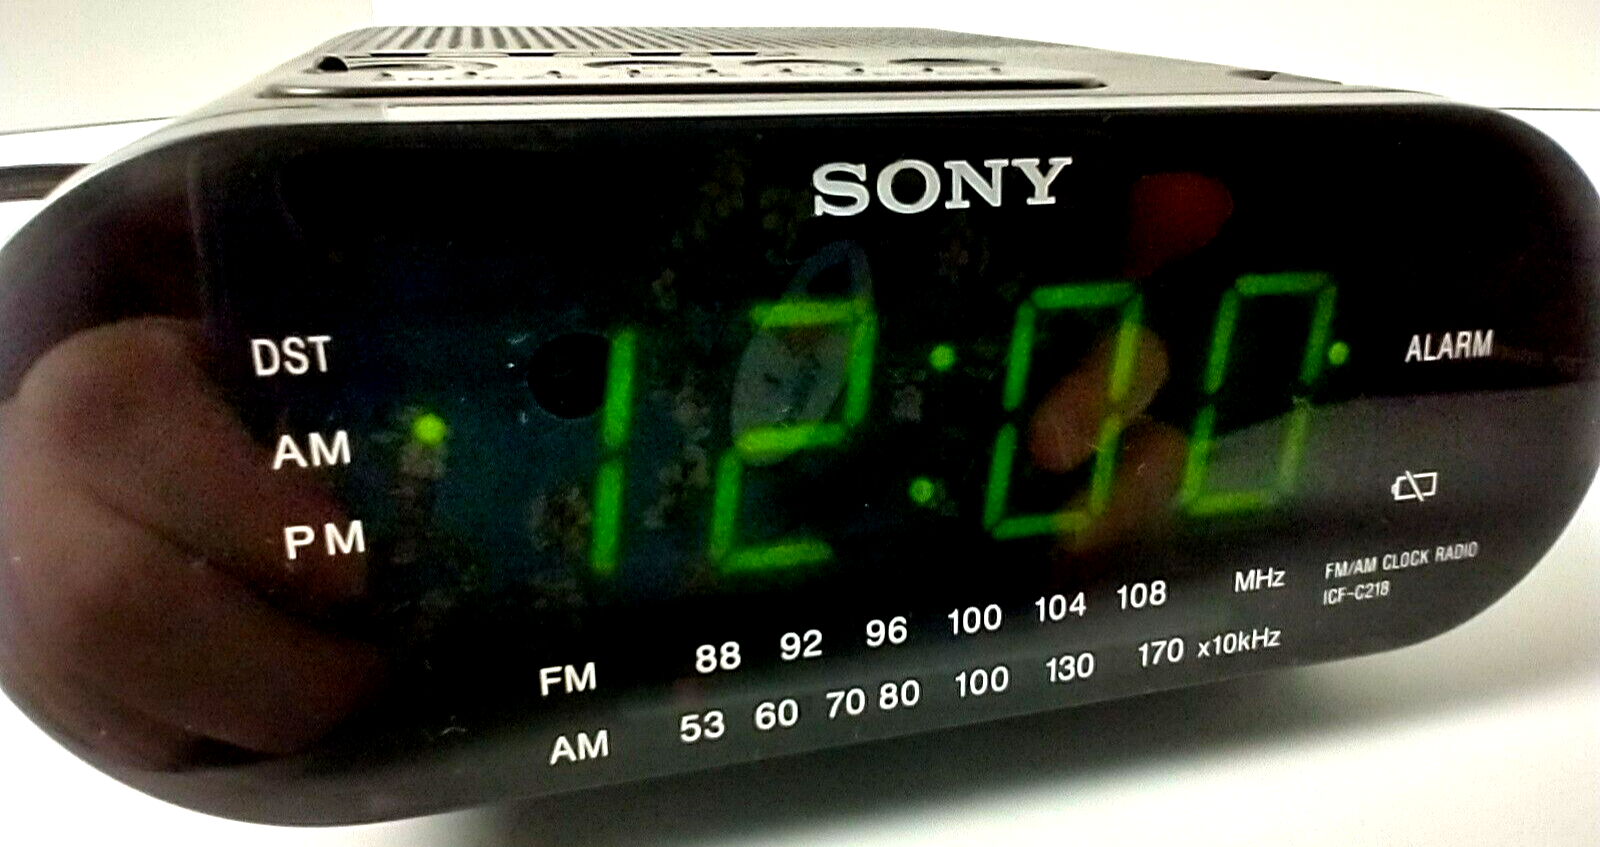 SONY
DST
AM
PM
12:00
ALARM
FM/AM CLOCK RADIO
ICF-C218
FM 88 92 96 100 104 108 MHz
AM 53 60 70 80 100 130 170 x10kHz